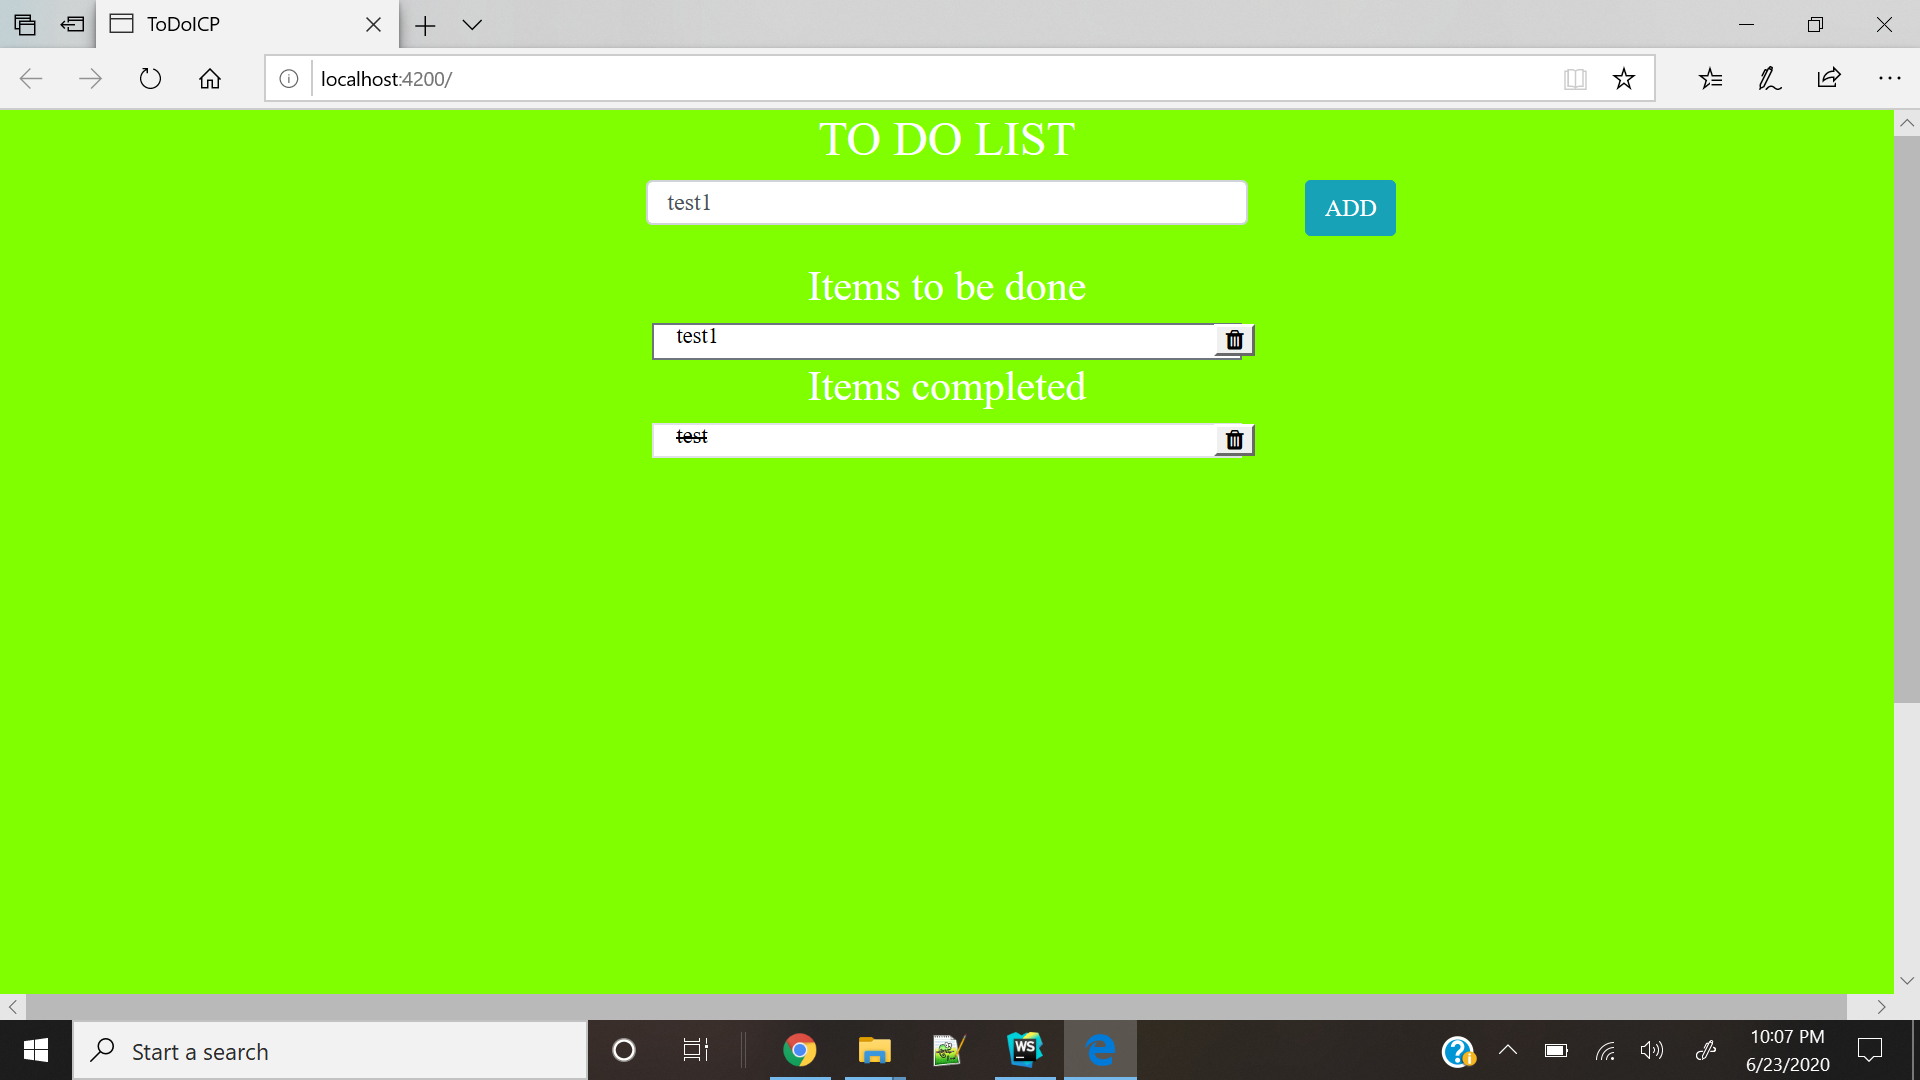 ToDoICP
localhost:4200/
TO DO LIST
test1
ADD
Items to be done
test1
Items completed
test
Start a search
WS
10:07 PM
6/23/2020